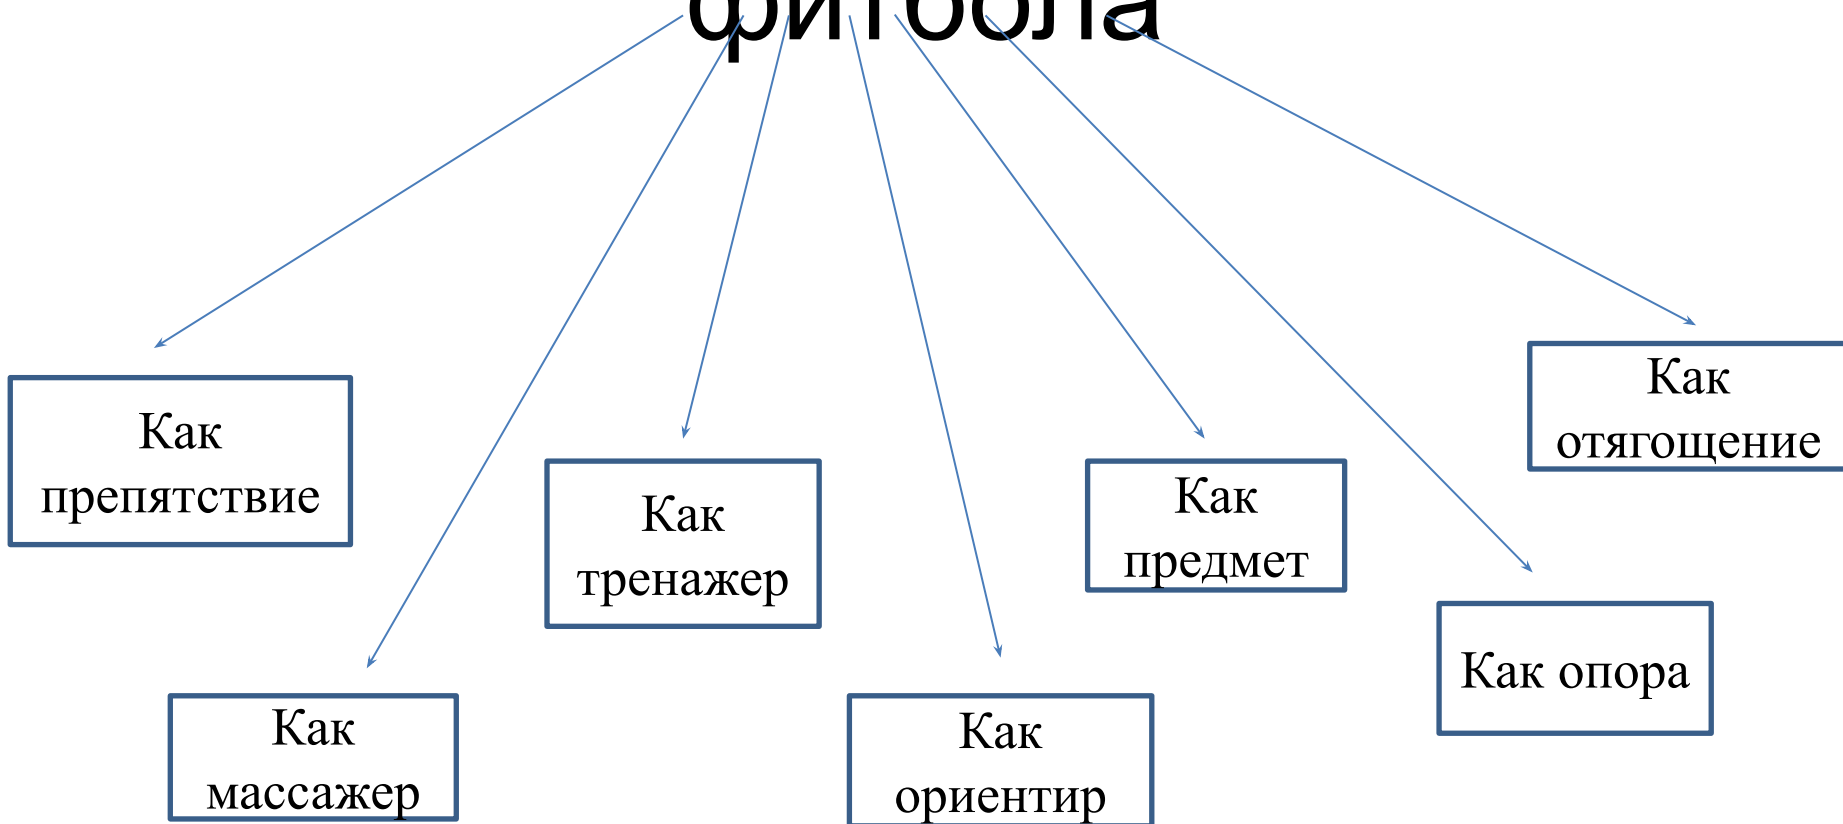 фитбола
Как
препятствие
Как
массажер
Как
тренажер
Как
ориентир
Как
предмет
Как опора
Как
отягощение